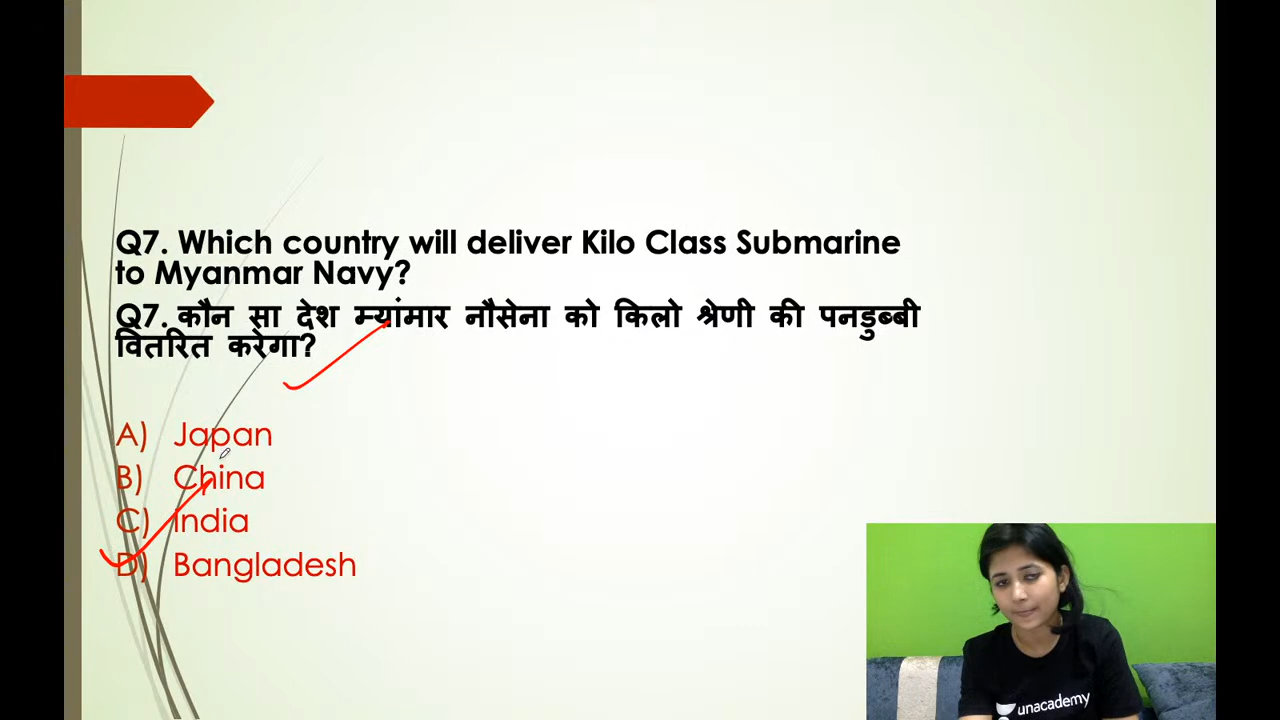 Q7. Which country will deliver Kilo Class Submarine
to Myanmar Navy?
Q7. कौन सा देश म्यांमार नौसेना को किलो श्रेणी की पनडुब्बी
वितरित करेगा?
A) Japan
B) China
C) India
D) Bangladesh
unacademy